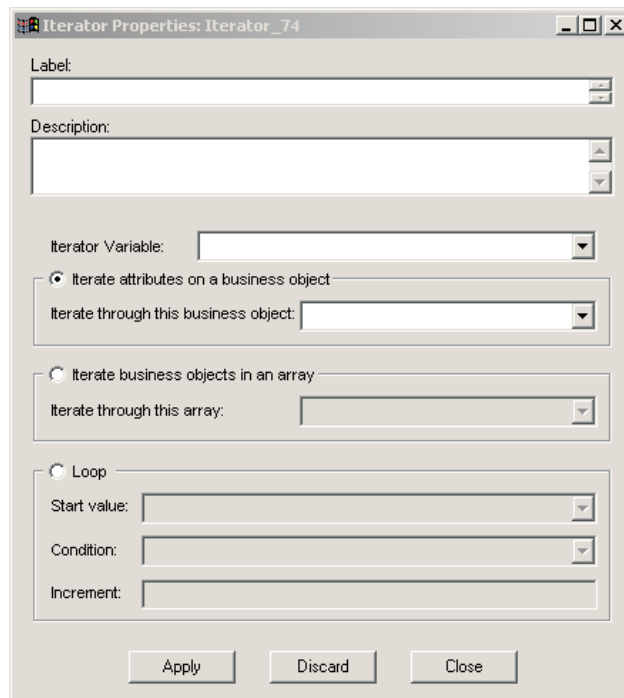 Iterator Properties: Iterator_74
Label:
Description:
Iterator Variable:
Iterate attributes on a business object
Iterate through this business object:
Iterate business objects in an array
Iterate through this array:
Loop
Start value:
Condition:
Increment:
Apply Discard Close